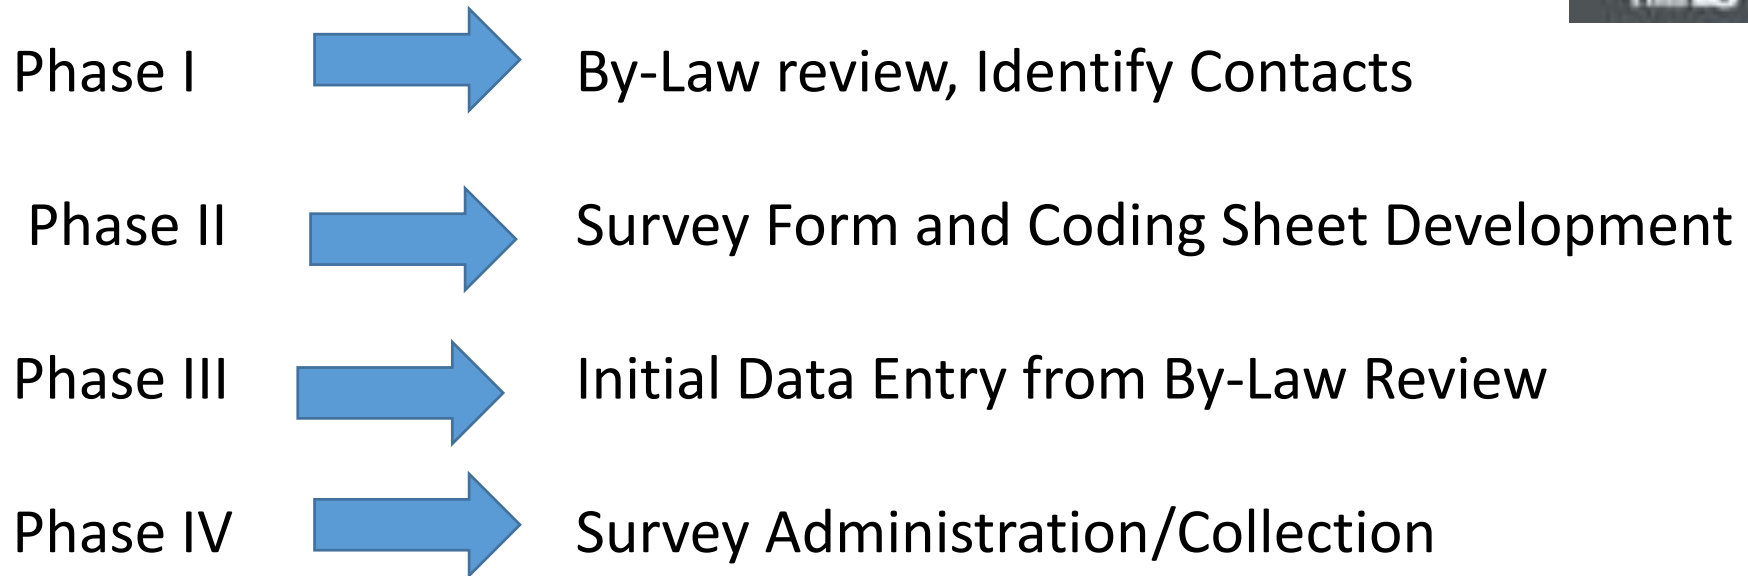 Phase I By-Law review, Identify Contacts
Phase II Survey Form and Coding Sheet Development
Phase III Initial Data Entry from By-Law Review
Phase IV Survey Administration/Collection